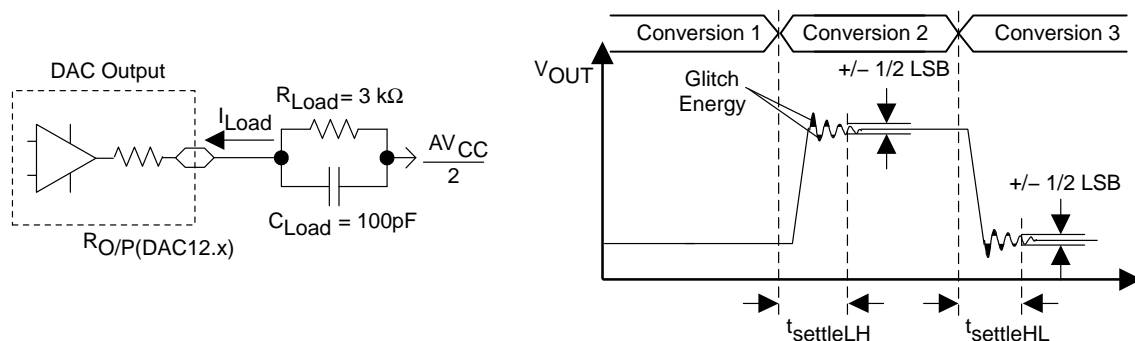 DAC Output
R_Load = 3 kΩ
I_Load
AV_CC
2
C_Load = 100pF
R_O/P(DAC12.x)
Conversion 1
Conversion 2
Conversion 3
V_OUT
Glitch
Energy
+/− 1/2 LSB
+/− 1/2 LSB
t_settleLH
t_settleHL